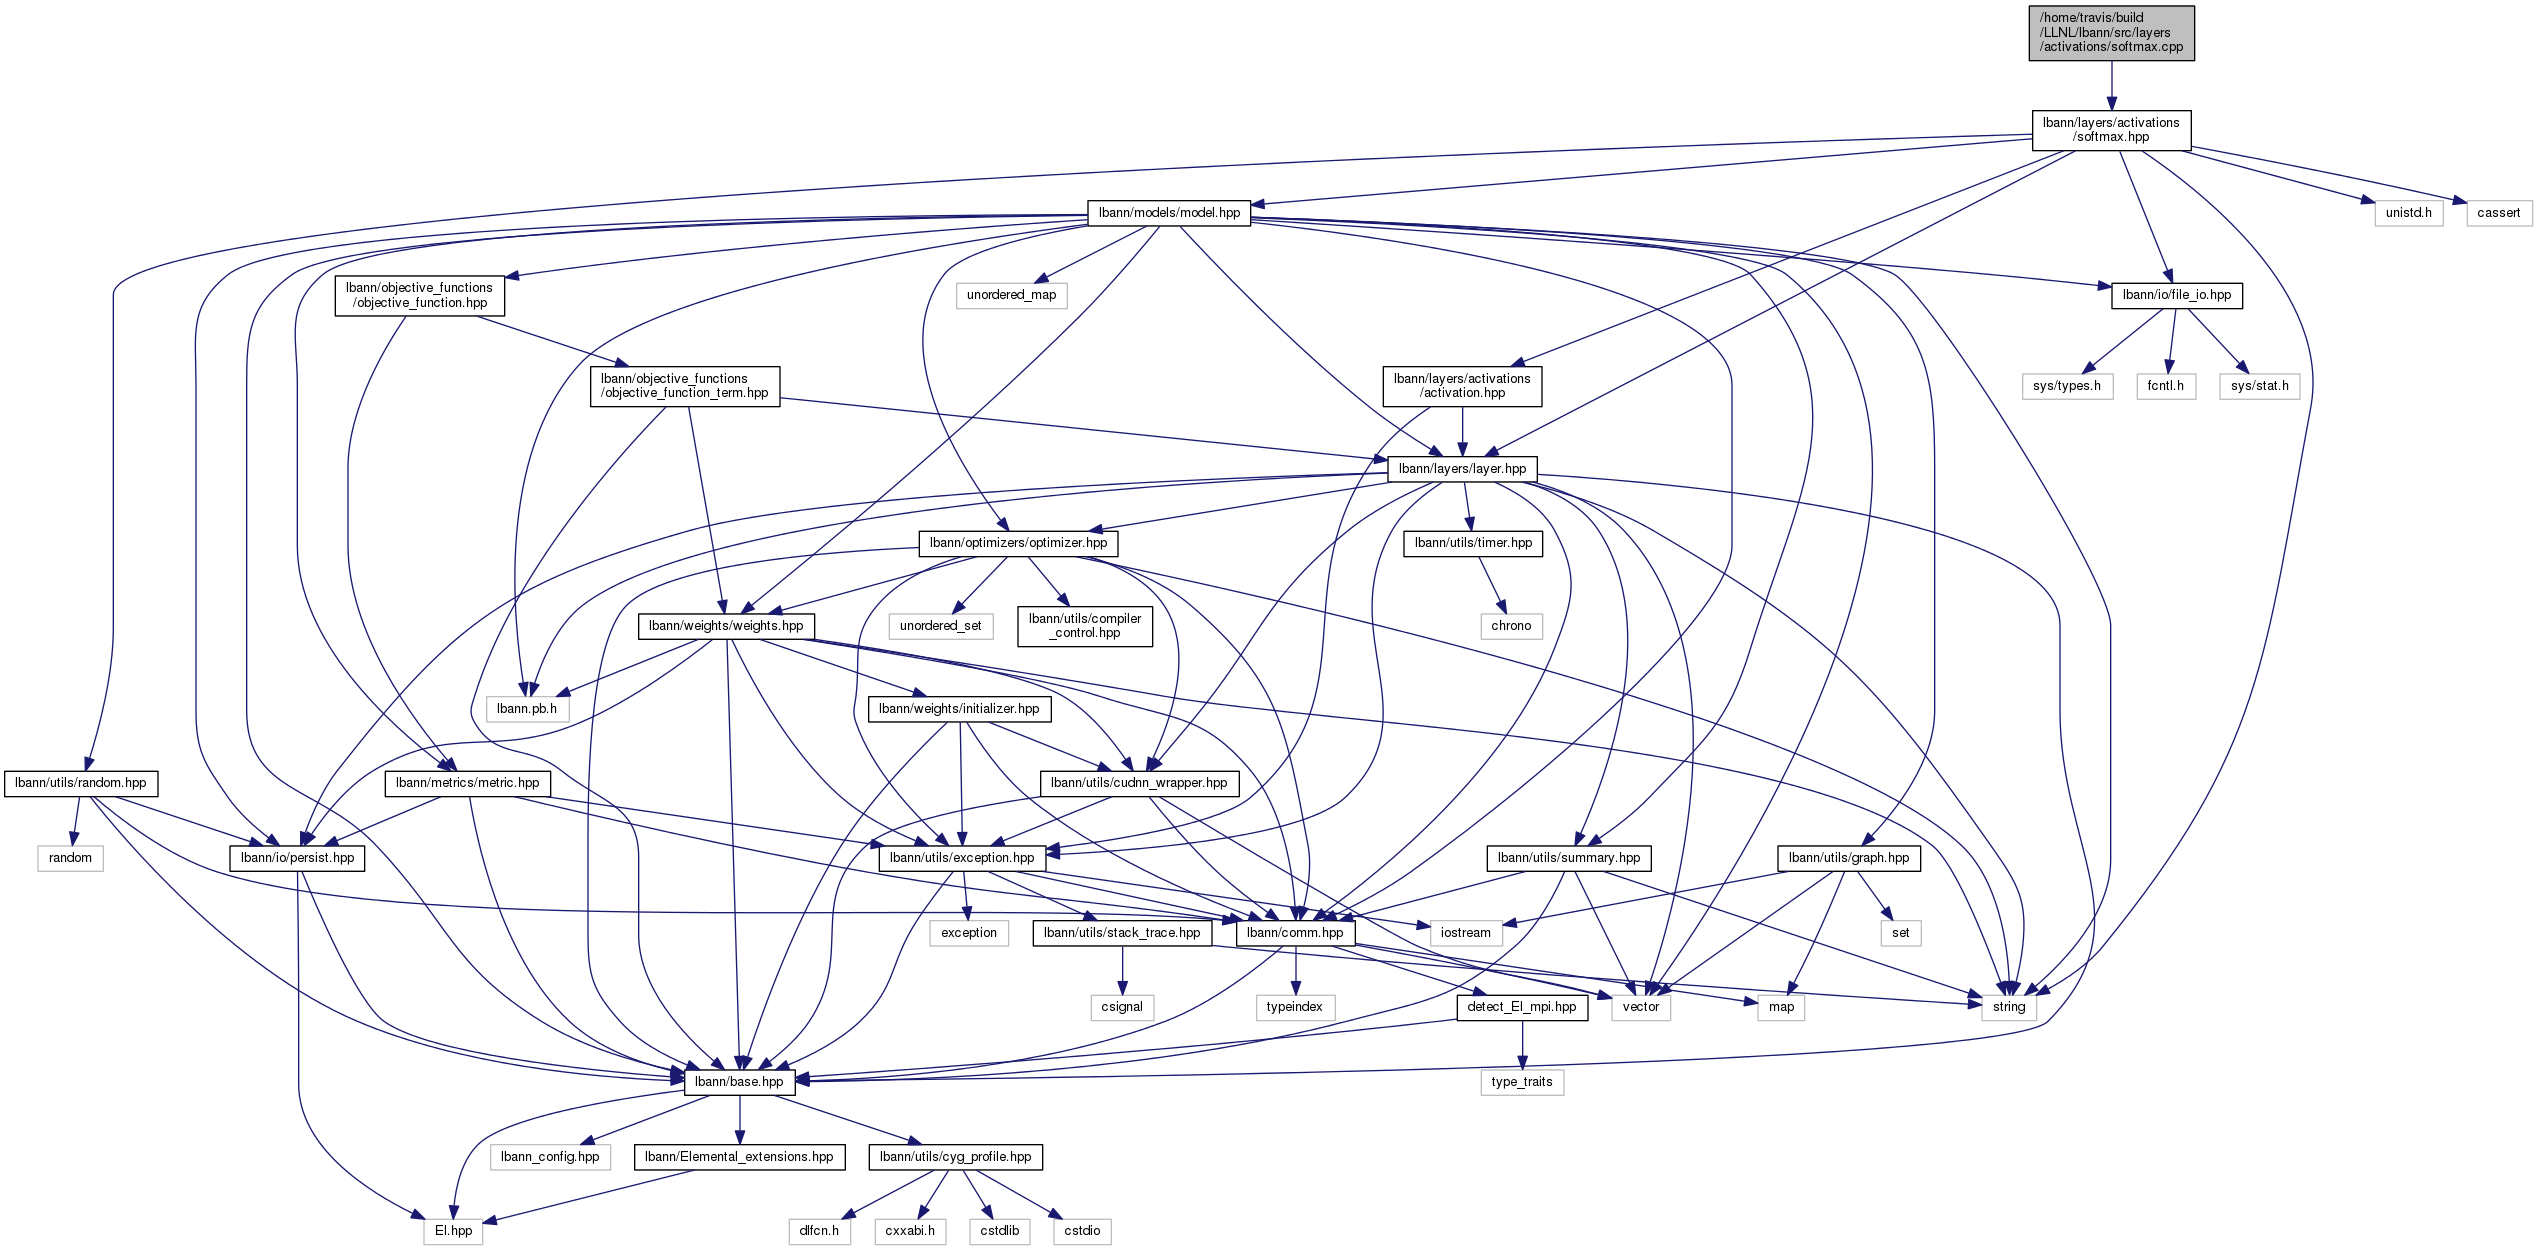 /home/travis/build
/LLNL/lbann/src/layers
/activations/softmax.cpp
lbann/layers/activations
/softmax.hpp
lbann/models/model.hpp
unistd.h
cassert
lbann/objective_functions
/objective_function.hpp
unordered_map
lbann/io/file_io.hpp
lbann/objective_functions
/objective_function_term.hpp
lbann/layers/activations
/activation.hpp
sys/types.h
fcntl.h
sys/stat.h
lbann/layers/layer.hpp
lbann/optimizers/optimizer.hpp
lbann/utils/timer.hpp
lbann/weights/weights.hpp
unordered_set
lbann/utils/compiler
_control.hpp
chrono
lbann.pb.h
lbann/weights/initializer.hpp
lbann/utils/random.hpp
lbann/metrics/metric.hpp
lbann/utils/cudnn_wrapper.hpp
random
lbann/io/persist.hpp
lbann/utils/exception.hpp
lbann/utils/summary.hpp
lbann/utils/graph.hpp
exception
lbann/utils/stack_trace.hpp
lbann/comm.hpp
iostream
set
csignal
typeindex
detect_El_mpi.hpp
vector
map
string
lbann/base.hpp
type_traits
lbann_config.hpp
lbann/Elemental_extensions.hpp
lbann/utils/cyg_profile.hpp
El.hpp
dlfcn.h
cxxabi.h
cstdlib
cstdio